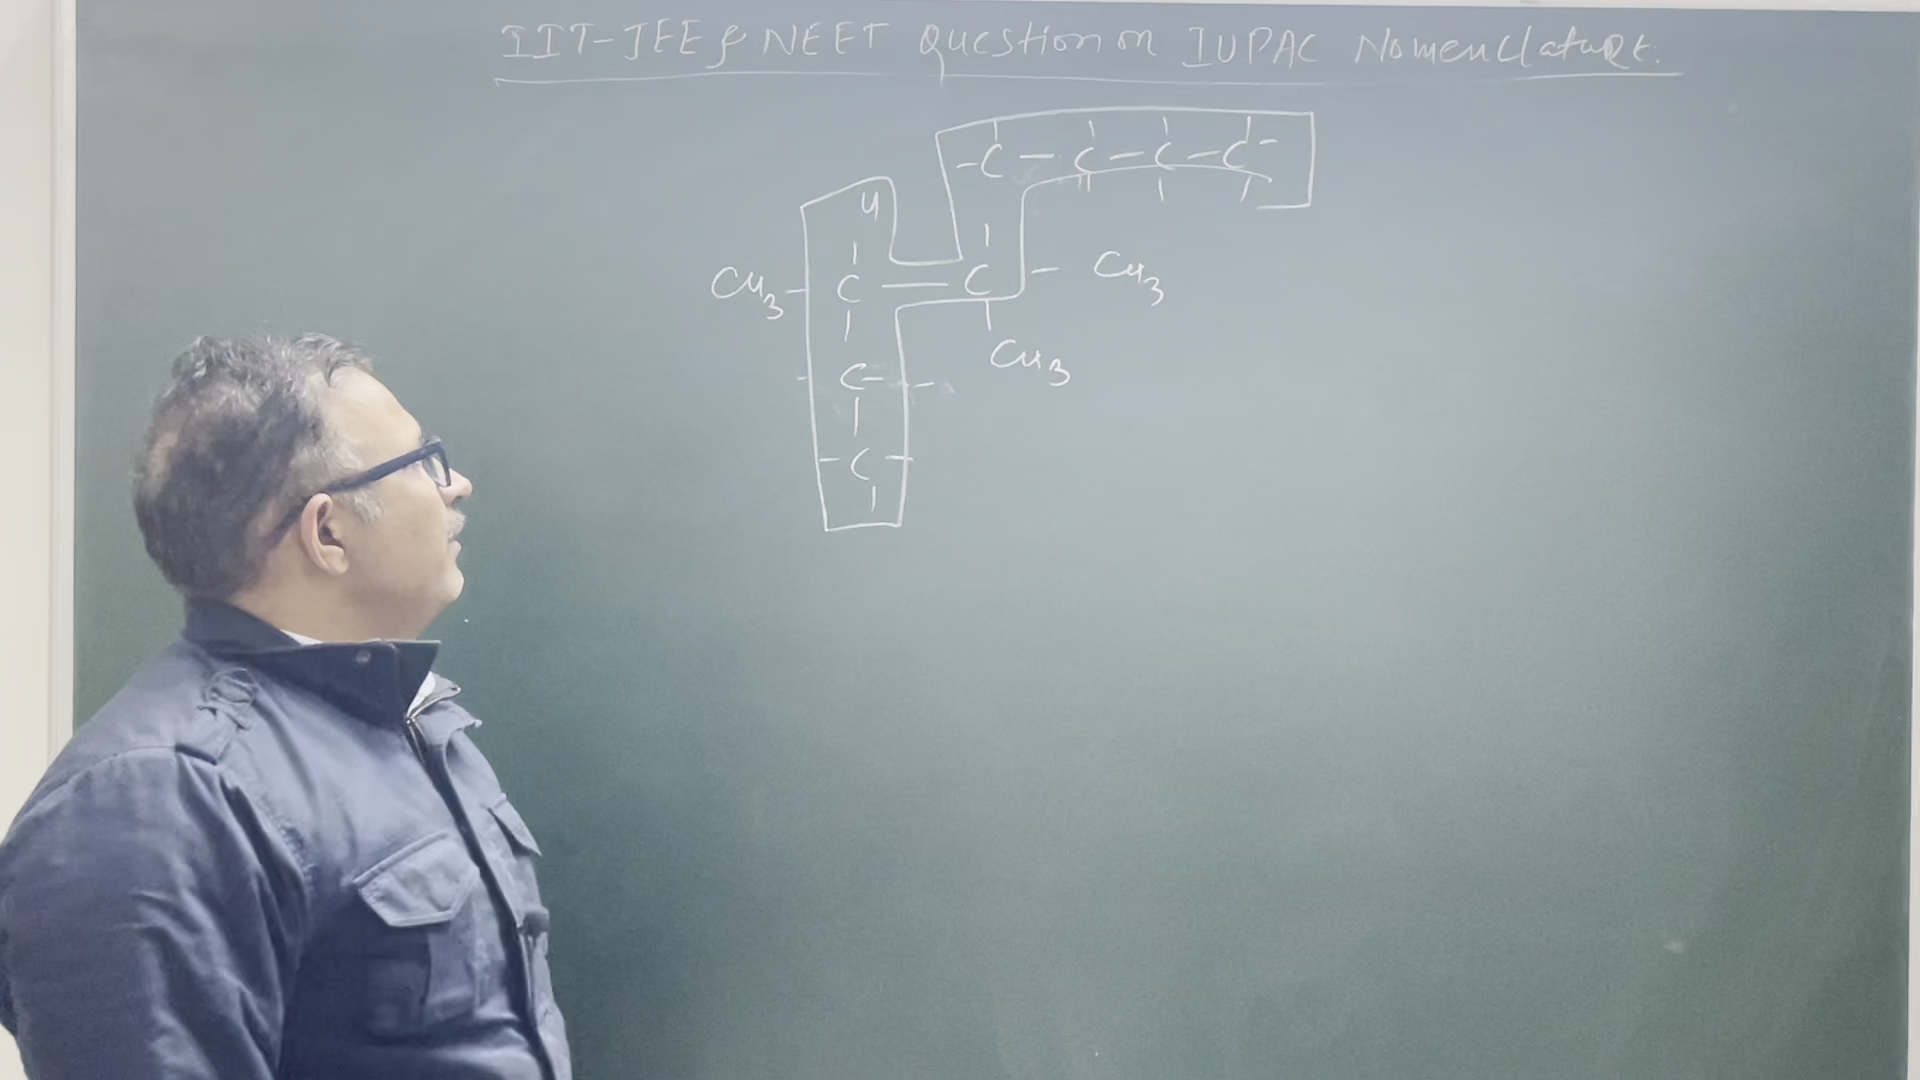 IIT-JEE & NEET Question on IUPAC Nomenclature.
-C-C-C-C-
H
CH3-C-C-CH3
CH3
-C-
-C-